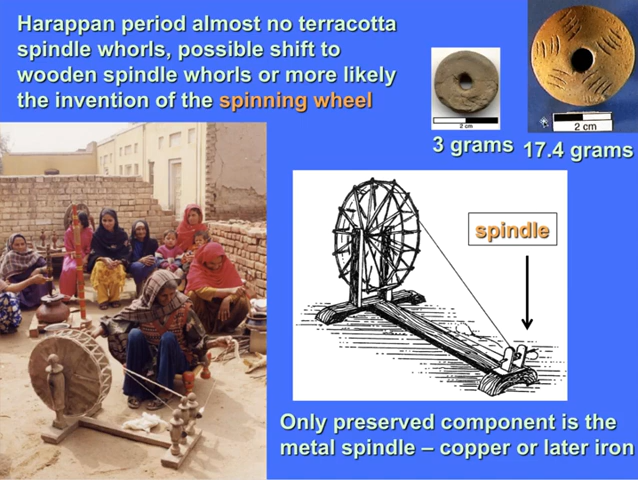 Harappan period almost no terracotta
spindle whorls, possible shift to
wooden spindle whorls or more likely
the invention of the spinning wheel
2 cm
2 cm
3 grams
17.4 grams
spindle
Only preserved component is the
metal spindle – copper or later iron